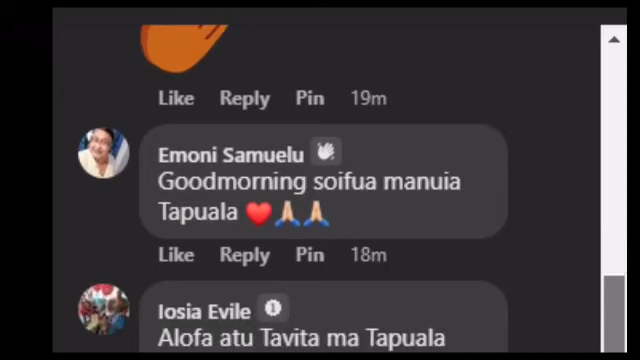 Like Reply Pin 19m
Emoni Samuelu
Goodmorning soifua manuia
Tapuala ❤️🙏🙏
Like Reply Pin 18m
Iosia Evile
Alofa atu Tavita ma Tapuala